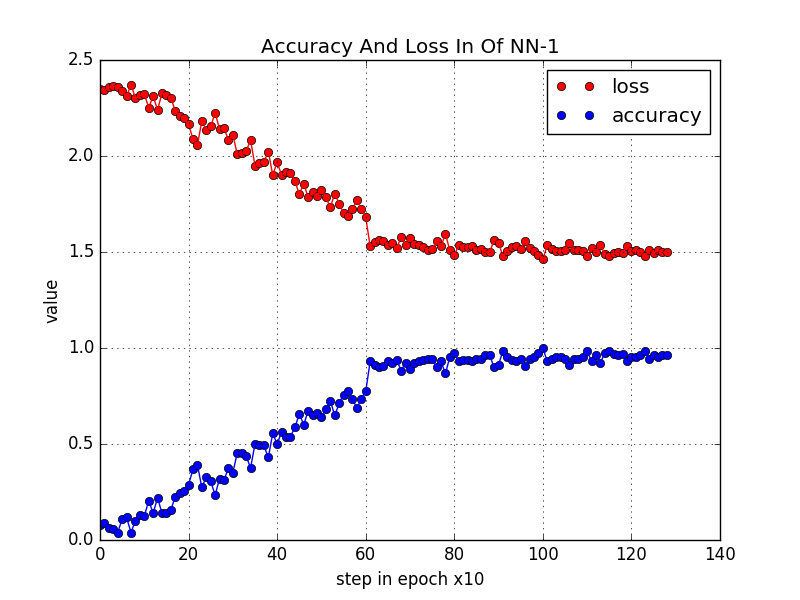 Accuracy And Loss In Of NN-1
loss
accuracy
value
2.5
2.0
1.5
1.0
0.5
0.0
0 20 40 60 80 100 120 140
step in epoch x10